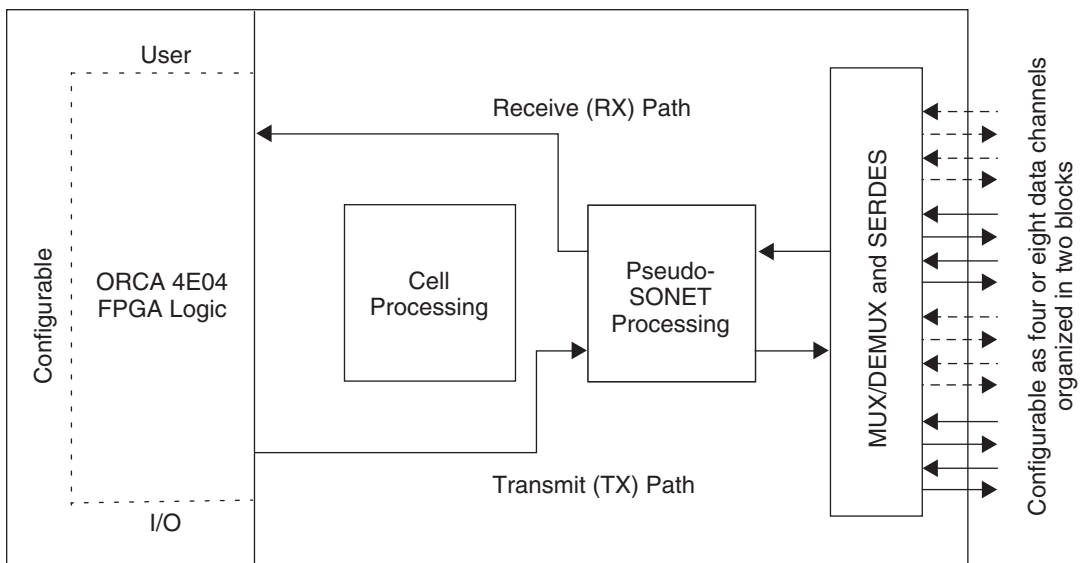 User
Configurable
ORCA 4E04
FPGA Logic
I/O
Receive (RX) Path
Cell
Processing
Pseudo-
SONET
Processing
Transmit (TX) Path
MUX/DEMUX and SERDES
Configurable as four or eight data channels
organized in two blocks